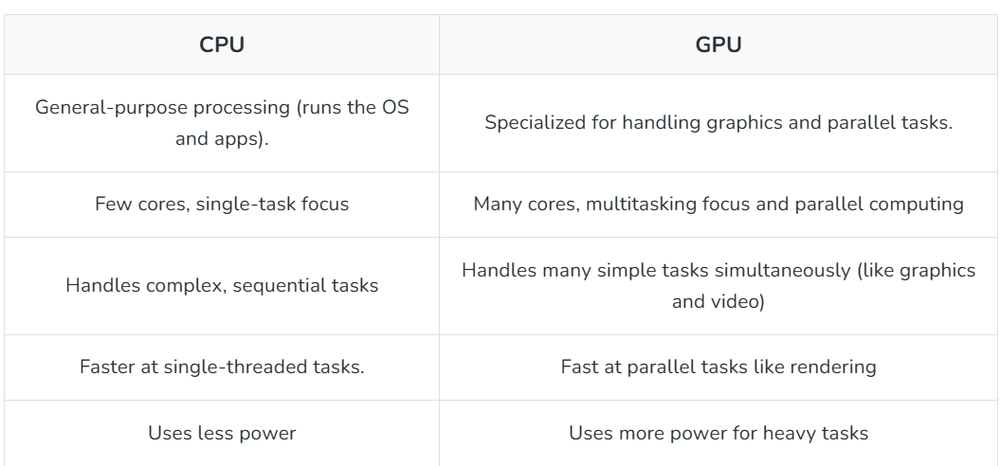 CPU
GPU
General-purpose processing (runs the OS
and apps).
Specialized for handling graphics and parallel tasks.
Few cores, single-task focus
Many cores, multitasking focus and parallel computing
Handles complex, sequential tasks
Handles many simple tasks simultaneously (like graphics
and video)
Faster at single-threaded tasks.
Fast at parallel tasks like rendering
Uses less power
Uses more power for heavy tasks